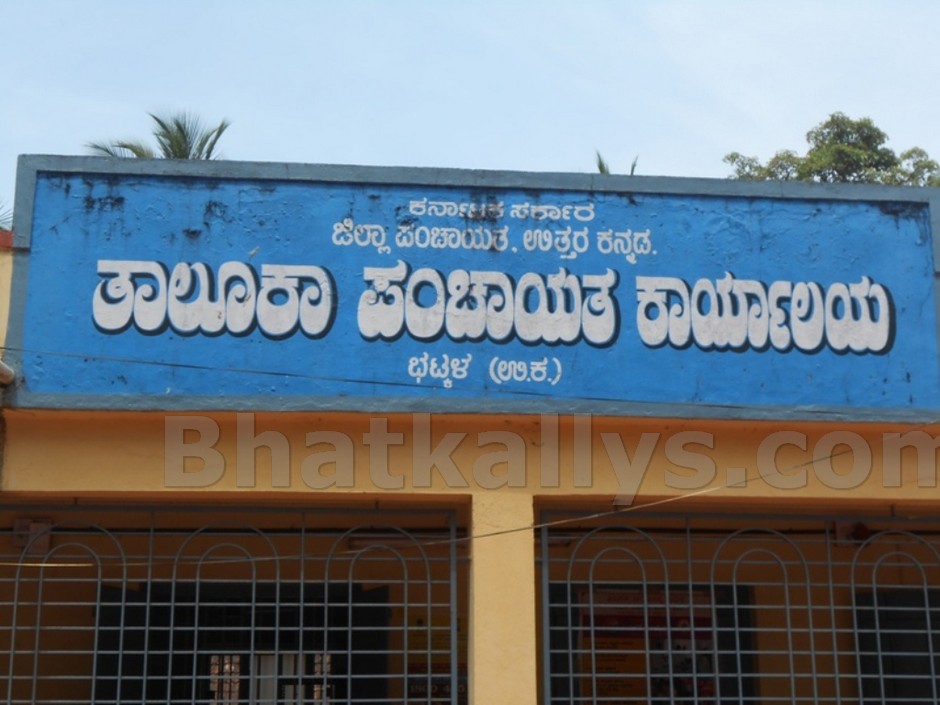 ಕರ್ನಾಟಕ ಸರ್ಕಾರ
ಜಿಲ್ಲಾ ಪಂಚಾಯತ, ಉತ್ತರ ಕನ್ನಡ.
ತಾಲೂಕಾ ಪಂಚಾಯತ ಕಾರ್ಯಾಲಯ
ಭಟ್ಕಳ (ಉ.ಕ.)
Bhatkallys.com